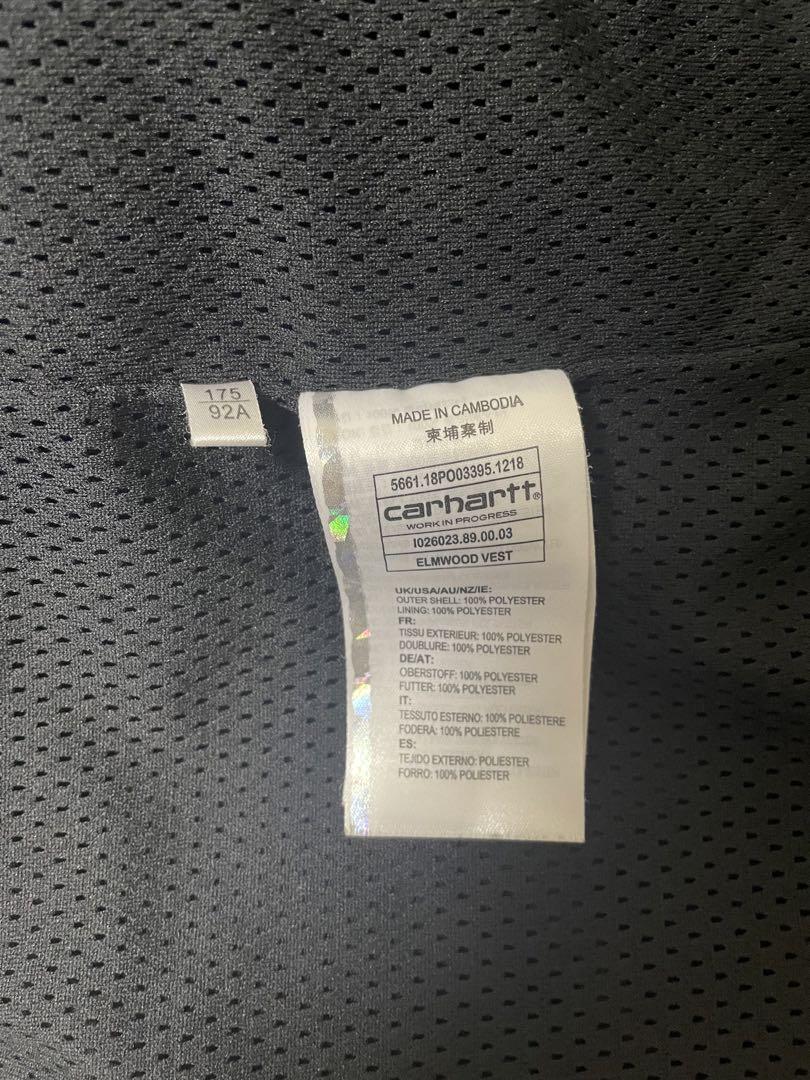 175
92A
MADE IN CAMBODIA
柬埔寨制
5661.18PO03395.1218
carhartt®
WORK IN PROGRESS
I026023.89.00.03
ELMWOOD VEST
UK/USA/AU/NZ/IE:
OUTER SHELL: 100% POLYESTER
LINING: 100% POLYESTER
FR:
TISSU EXTERIEUR: 100% POLYESTER
DOUBLURE: 100% POLYESTER
DE/AT:
OBERSTOFF: 100% POLYESTER
FUTTER: 100% POLYESTER
IT:
TESSUTO ESTERNO: 100% POLIESTERE
FODERA: 100% POLIESTERE
ES:
TEJIDO EXTERNO: POLIESTER
FORRO: 100% POLIESTER